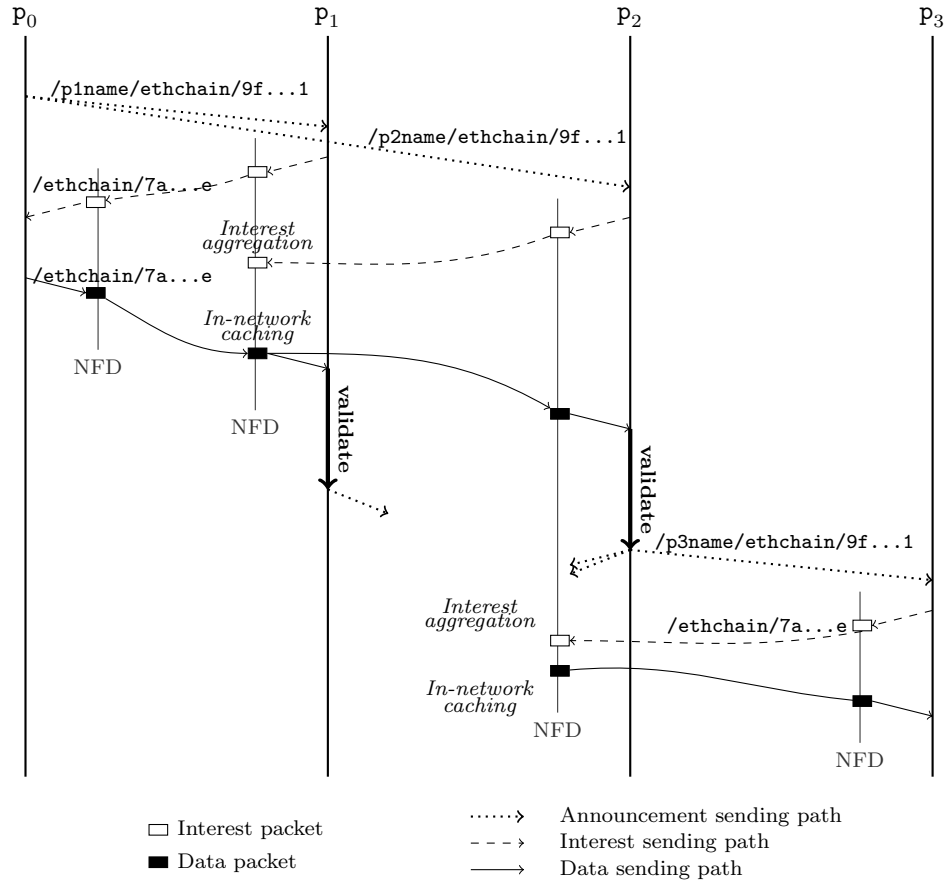 p0 p1 p2 p3
/p1name/ethchain/9f...1
/p2name/ethchain/9f...1
/ethchain/7a...e
Interest
aggregation
/ethchain/7a...e
In-network
caching
NFD
validate
NFD
validate
/p3name/ethchain/9f...1
Interest
aggregation
/ethchain/7a...e
In-network
caching
NFD
NFD
Interest packet
Data packet
Announcement sending path
Interest sending path
Data sending path